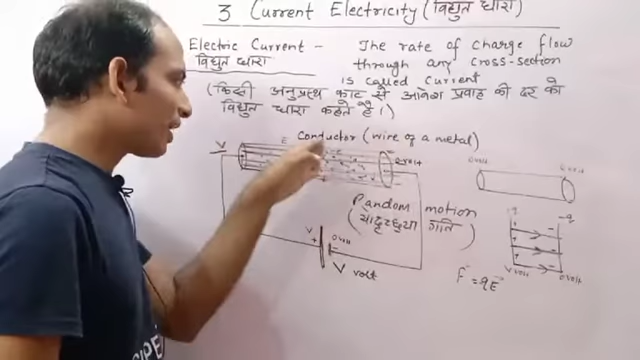 3 Current Electricity (विद्युत धारा)
Electric Current -
विद्युत धारा
The rate of charge flow
through any cross-section
is called current
(किसी अनुप्रस्थ काट से आवेश प्रवाह की दर को
विद्युत धारा कहते हैं।)
Conductor (wire of a metal)
V
E
0 volt
0 volt
0 volt
Random motion
(यादृच्छया गति)
V
+
0 volt
V volt
-q
-q
V volt
0 volt
F = qE